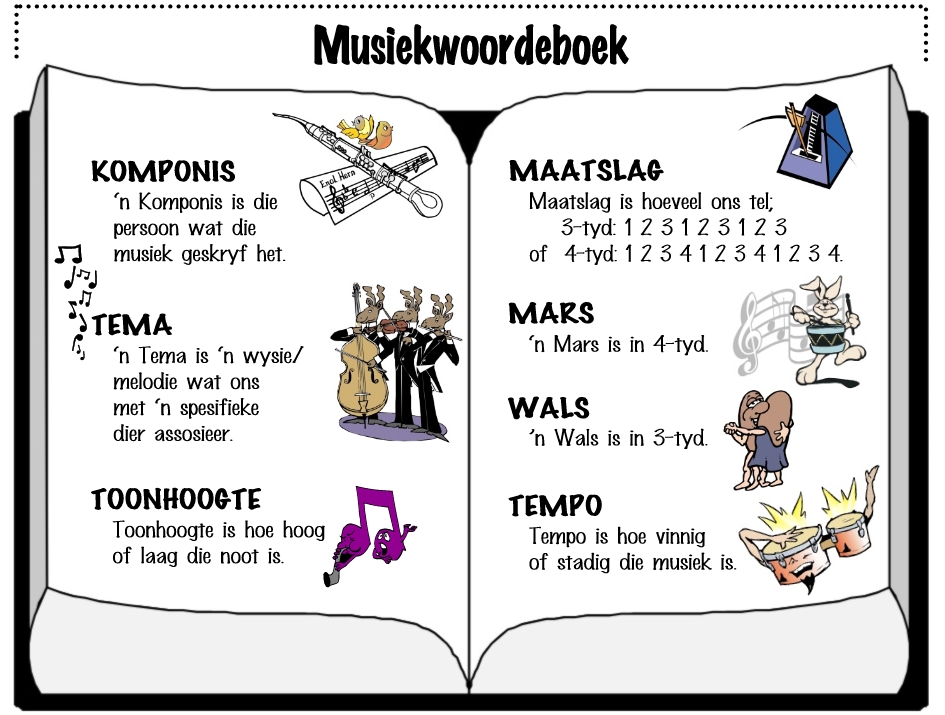 Musiekwoordeboek
KOMPONIS
'n Komponis is die
persoon wat die
musiek geskryf het.
TEMA
'n Tema is 'n wysie/
melodie wat ons
met 'n spesifieke
dier assosieer.
TOONHOOGTE
Toonhoogte is hoe hoog
of laag die noot is.
MAATSLAG
Maatslag is hoeveel ons tel;
3-tyd: 1 2 3 1 2 3 1 2 3
of 4-tyd: 1 2 3 4 1 2 3 4 1 2 3 4.
MARS
'n Mars is in 4-tyd.
WALS
'n Wals is in 3-tyd.
TEMPO
Tempo is hoe vinnig
of stadig die musiek is.